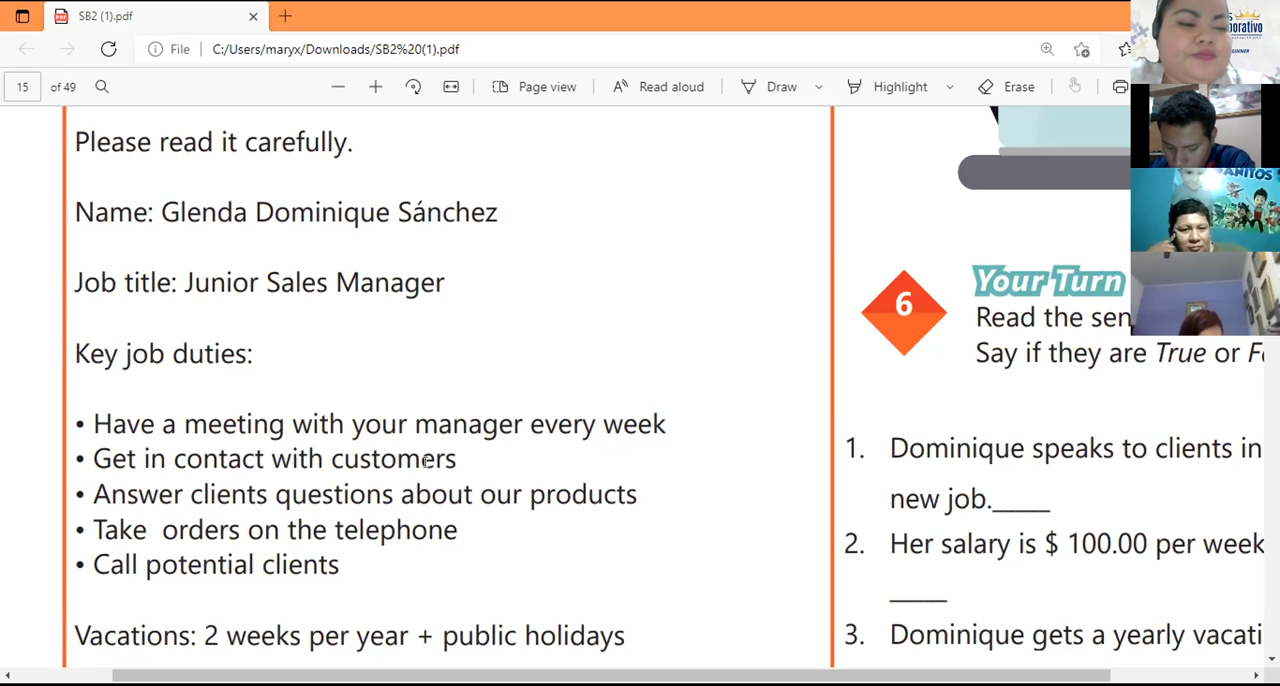 SB2 (1).pdf
File
C:/Users/maryx/Downloads/SB2%20(1).pdf
15 of 49
Page view
Read aloud
Draw
Highlight
Erase
Please read it carefully.
Name: Glenda Dominique Sánchez
Job title: Junior Sales Manager
Key job duties:
• Have a meeting with your manager every week
• Get in contact with customers
• Answer clients questions about our products
• Take  orders on the telephone
• Call potential clients
Vacations: 2 weeks per year + public holidays
6
Your Turn
Read the sen
Say if they are True or F
1. Dominique speaks to clients in
new job._____
2. Her salary is $ 100.00 per week
_____
3. Dominique gets a yearly vacati